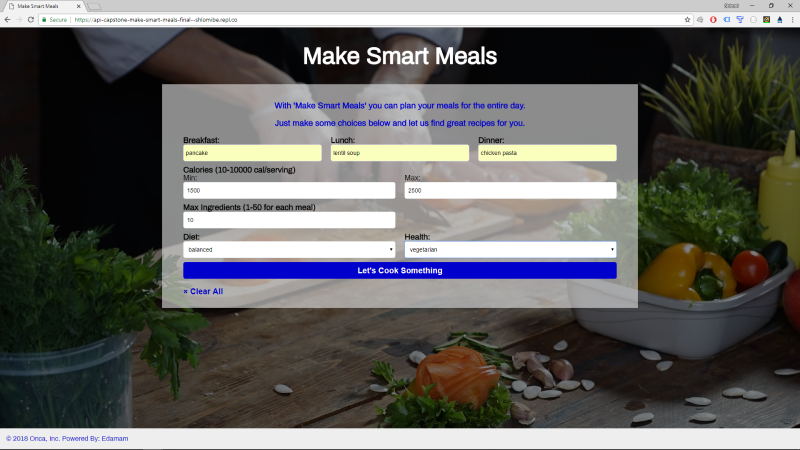 Make Smart Meals
Secure
https://api-capstone-make-smart-meals-final--shlomibe.repl.co
Make Smart Meals
With 'Make Smart Meals' you can plan your meals for the entire day.
Just make some choices below and let us find great recipes for you.
Breakfast: Lunch: Dinner:
pancake lentil soup chicken pasta
Calories (10-10000 cal/serving)
Min: Max:
1500 2500
Max Ingredients (1-50 for each meal)
10
Diet: Health:
balanced vegetarian
Let's Cook Something
× Clear All
© 2018 Onca, Inc. Powered By: Edamam